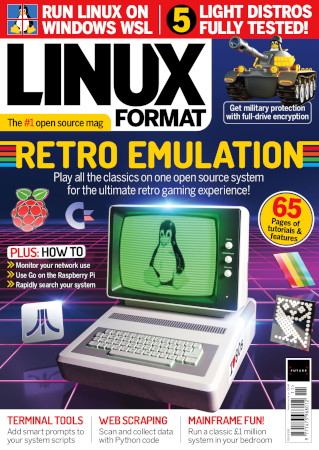 RUN LINUX ON
WINDOWS WSL
5
LIGHT DISTROS
FULLY TESTED!
LINUX
FORMAT
The #1 open source mag
Get military protection
with full-drive encryption
RETRO EMULATION
Play all the classics on one open source system
for the ultimate retro gaming experience!
65
Pages of
tutorials &
features
PLUS: HOW TO
Monitor your network use
Use Go on the Raspberry Pi
Rapidly search your system
FUTURE
TERMINAL TOOLS
Add smart prompts to
your system scripts
WEB SCRAPING
Scan and collect data
with Python code
MAINFRAME FUN!
Run a classic £1 million
system in your bedroom